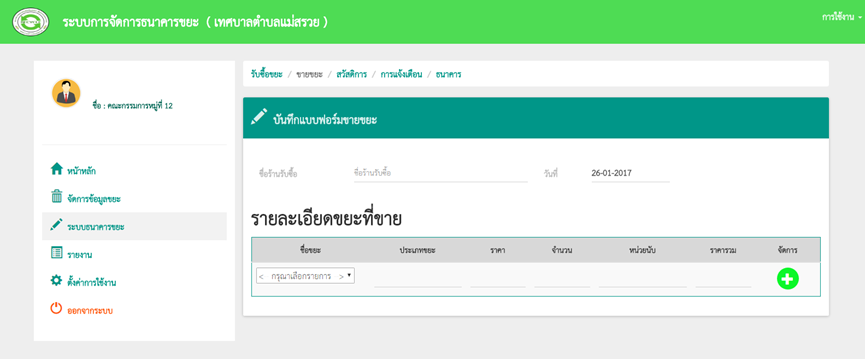 ระบบการจัดการธนาคารขยะ ( เทศบาลตำบลแม่สรวย )
การใช้งาน
ชื่อ : คณะกรรมการหมู่ที่ 12
หน้าหลัก
จัดการข้อมูลขยะ
ระบบธนาคารขยะ
รายงาน
ตั้งค่าการใช้งาน
ออกจากระบบ
รับซื้อขยะ / ขายขยะ / สวัสดิการ / การแจ้งเตือน / ธนาคาร
บันทึกแบบฟอร์มขายขยะ
ชื่อร้านรับซื้อ ชื่อร้านรับซื้อ วันที่ 26-01-2017
รายละเอียดขยะที่ขาย
ชื่อขยะ ประเภทขยะ ราคา จำนวน หน่วยนับ ราคารวม จัดการ
< กรุณาเลือกรายการ >